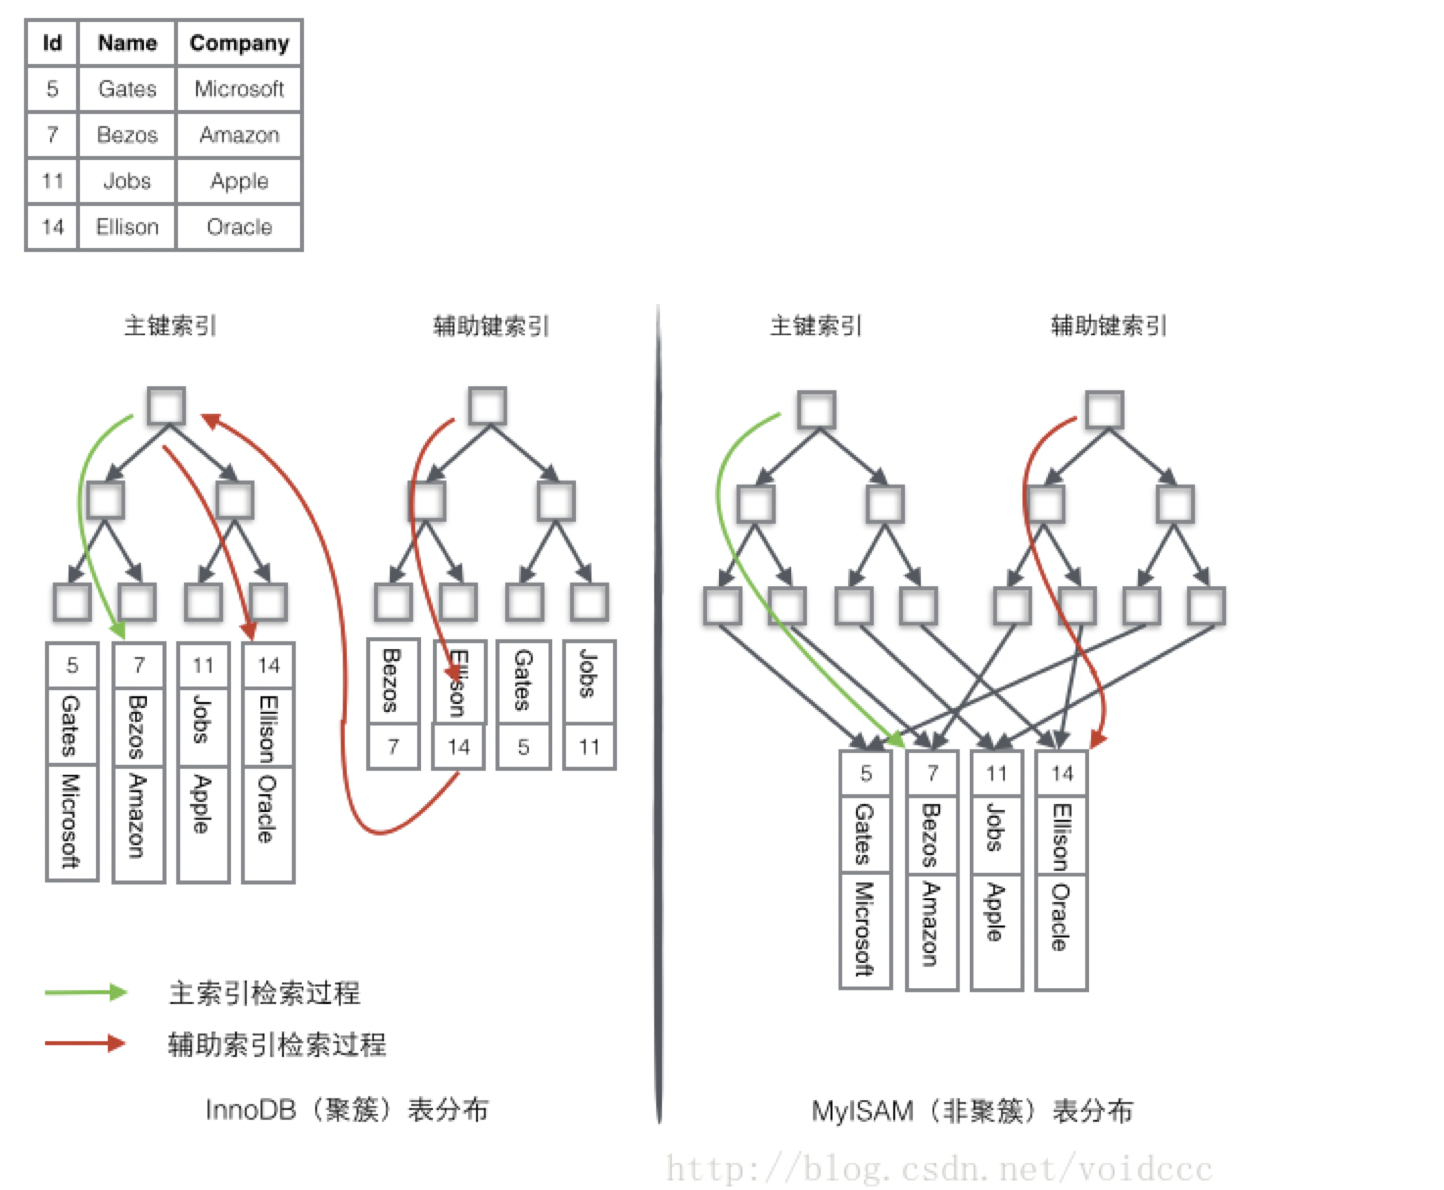 Id Name Company
5 Gates Microsoft
7 Bezos Amazon
11 Jobs Apple
14 Ellison Oracle
主键索引 辅助键索引 主键索引 辅助键索引
5 7 11 14
Gates Bezos Jobs Ellison
Microsoft Amazon Apple Oracle
Bezos Ellison Gates Jobs
7 14 5 11
5 7 11 14
Gates Bezos Jobs Ellison
Microsoft Amazon Apple Oracle
主索引检索过程
辅助索引检索过程
InnoDB（聚簇）表分布
MyISAM（非聚簇）表分布
http://blog.csdn.net/voidccc